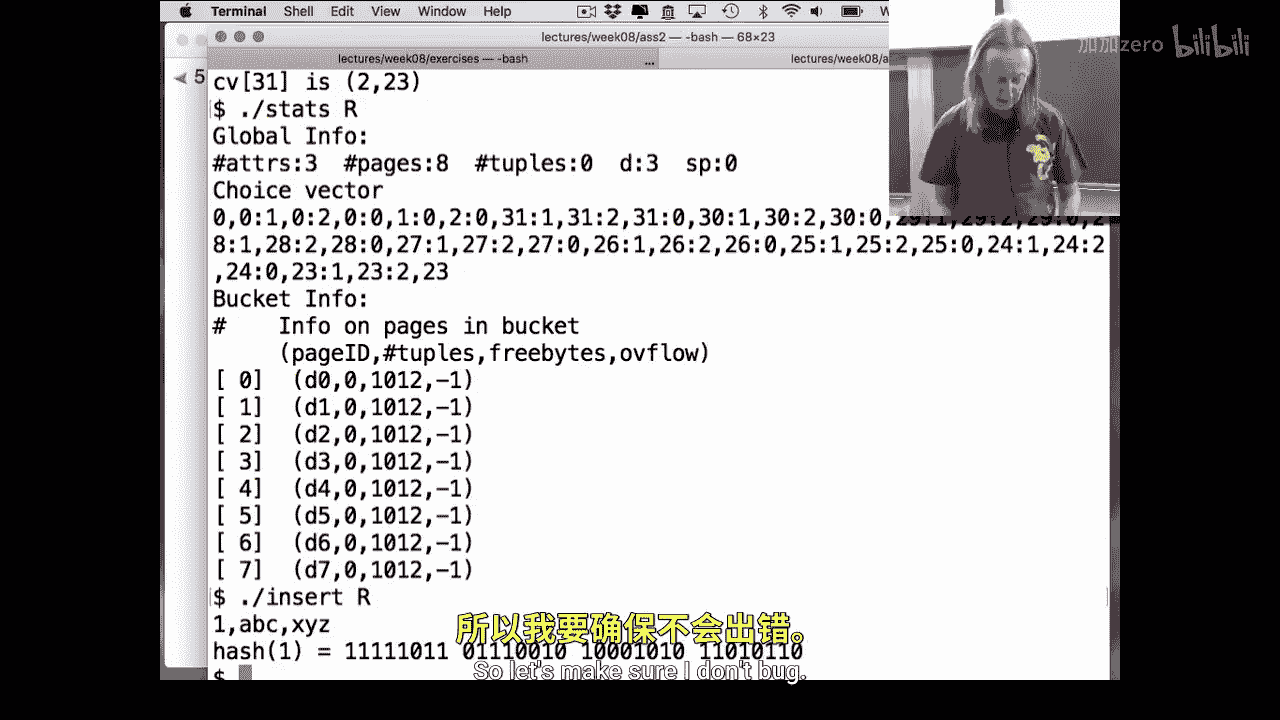 Terminal Shell Edit View Window Help
加加zero bilibili
lectures/week08/ass2 — -bash — 68×23
lectures/week08/exercises — -bash ... lectures/week08/a
5
cv[31] is (2,23)
$ ./stats R
Global Info:
#attrs:3 #pages:8 #tuples:0 d:3 sp:0
Choice vector
0,0:1,0:2,0:0,1:0,2:0,31:1,31:2,31:0,30:1,30:2,30:0,29:1,29:2,29:0,2
8:1,28:2,28:0,27:1,27:2,27:0,26:1,26:2,26:0,25:1,25:2,25:0,24:1,24:2
,24:0,23:1,23:2,23
Bucket Info:
# Info on pages in bucket
(pageID,#tuples,freebytes,ovflow)
[ 0] (d0,0,1012,-1)
[ 1] (d1,0,1012,-1)
[ 2] (d2,0,1012,-1)
[ 3] (d3,0,1012,-1)
[ 4] (d4,0,1012,-1)
[ 5] (d5,0,1012,-1)
[ 6] (d6,0,1012,-1)
[ 7] (d7,0,1012,-1)
$ ./insert R
1,abc,xyz
hash(1) = 11111011 01110010 10001010 11010110
$
所以我要确保不会出错。
So let's make sure I don't bug.